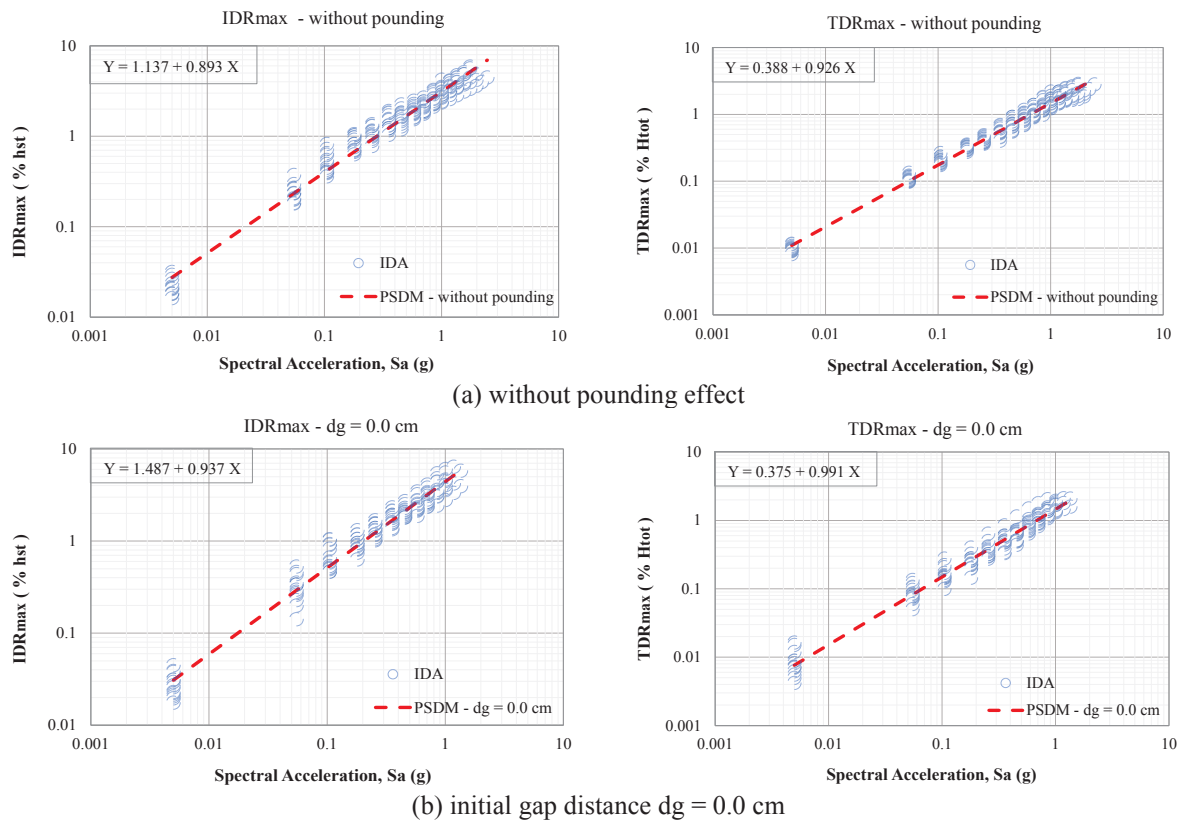 IDRmax - without pounding
10
Y = 1.137 + 0.893 X
1
0.1
0.01
IDRmax ( % hst )
IDA
PSDM - without pounding
0.001 0.01 0.1 1 10
Spectral Acceleration, Sa (g)
TDRmax - without pounding
10
Y = 0.388 + 0.926 X
1
0.1
0.01
0.001
TDRmax ( % Htot )
IDA
PSDM - without pounding
0.001 0.01 0.1 1 10
Spectral Acceleration, Sa (g)
(a) without pounding effect
IDRmax - dg = 0.0 cm
10
Y = 1.487 + 0.937 X
1
0.1
0.01
IDRmax ( % hst )
IDA
PSDM - dg = 0.0 cm
0.001 0.01 0.1 1 10
Spectral Acceleration, Sa (g)
TDRmax - dg = 0.0 cm
10
Y = 0.375 + 0.991 X
1
0.1
0.01
0.001
TDRmax ( % Htot )
IDA
PSDM - dg = 0.0 cm
0.001 0.01 0.1 1 10
Spectral Acceleration, Sa (g)
(b) initial gap distance dg = 0.0 cm